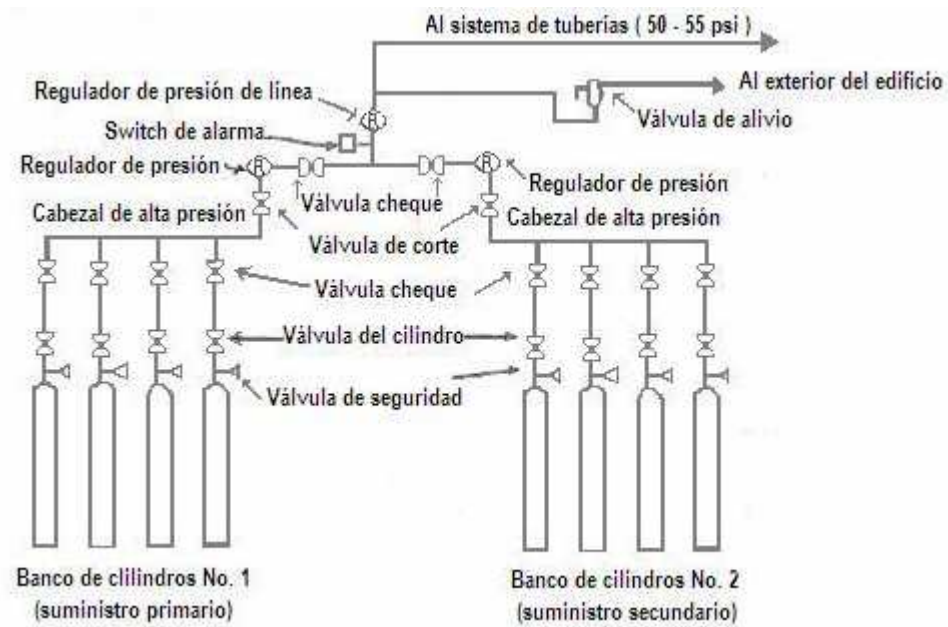 Al sistema de tuberías ( 50 - 55 psi )
Al exterior del edificio
Regulador de presión de línea
Válvula de alivio
Switch de alarma
Regulador de presión
R
R
R
Regulador de presión
Válvula cheque
Cabezal de alta presión
Cabezal de alta presión
Válvula de corte
Válvula cheque
Válvula del cilindro
Válvula de seguridad
Banco de clilindros No. 1
(suministro primario)
Banco de cilindros No. 2
(suministro secundario)